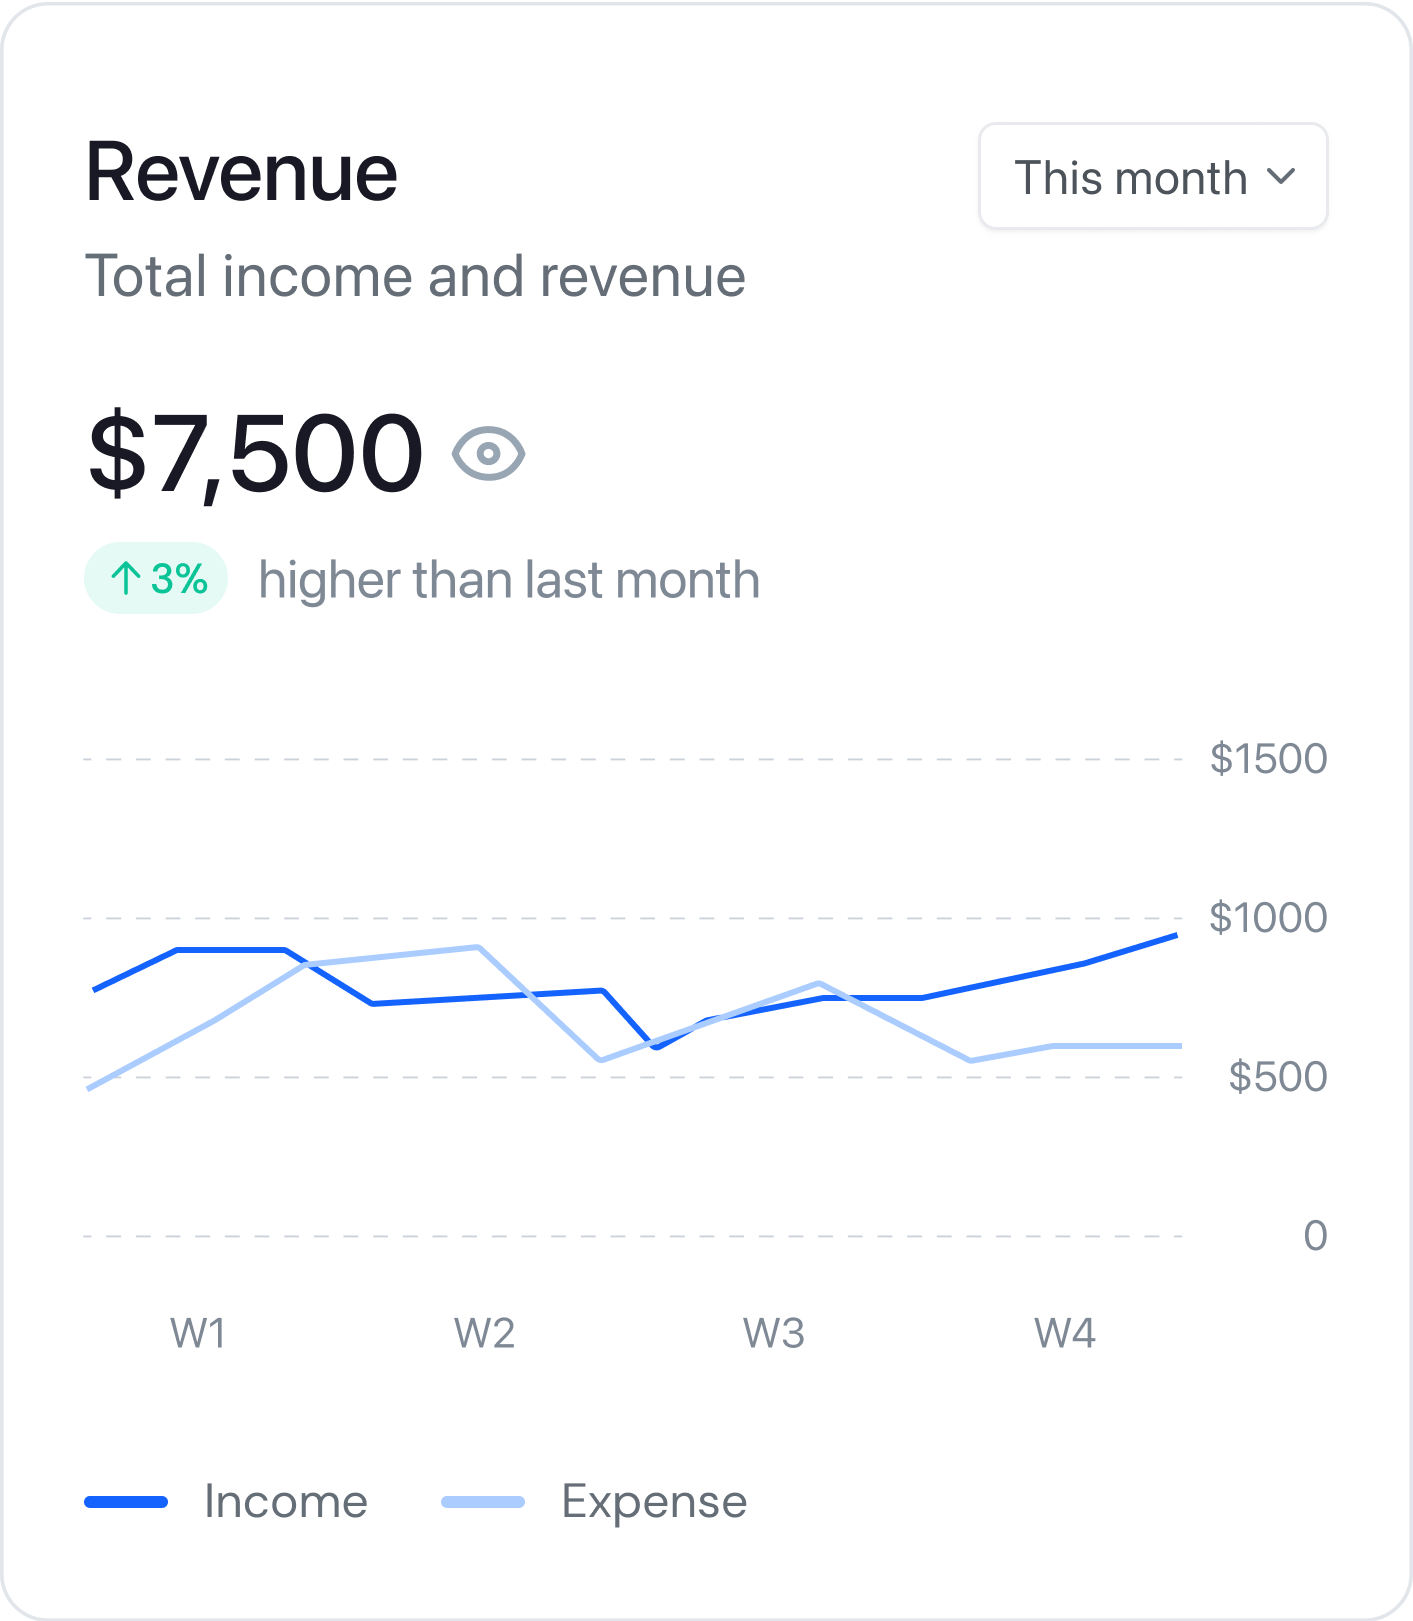 Revenue
This month
Total income and revenue
$7,500
↑ 3% higher than last month
$1500
$1000
$500
0
W1 W2 W3 W4
Income Expense